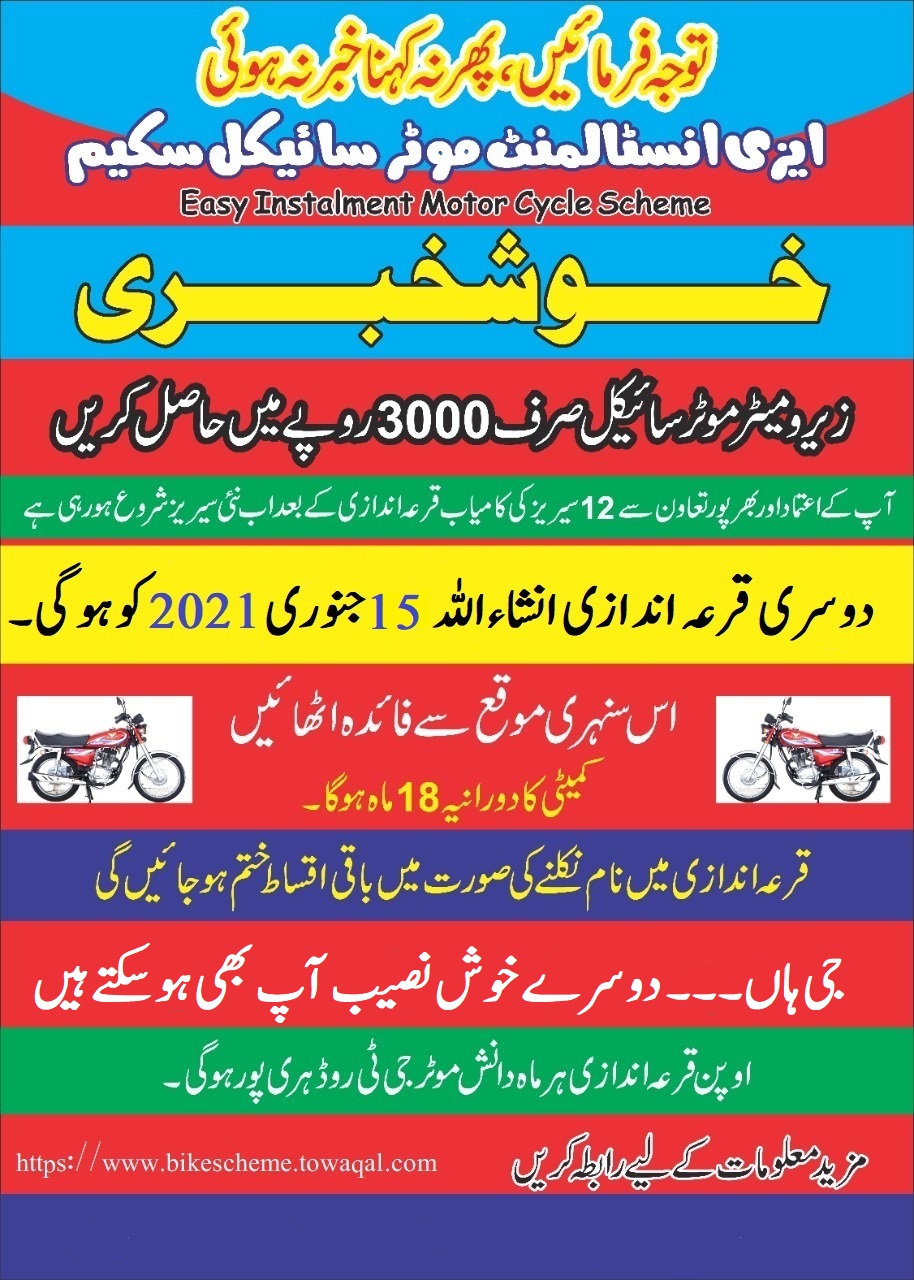 توجہ فرمائیں، پھر نہ کہنا خبر نہ ہوئی
ایزی انسٹالمنٹ موٹر سائیکل سکیم
Easy Instalment Motor Cycle Scheme
خوشخبری
زیرو میٹر موٹر سائیکل صرف 3000 روپے میں حاصل کریں
آپ کے اعتماد اور بھرپور تعاون سے 12 سیریز کی کامیاب قرعہ اندازی کے بعد اب نئی سیریز شروع ہو رہی ہے
دوسری قرعہ اندازی انشاءاللہ 15 جنوری 2021 کو ہوگی۔
اس سنہری موقع سے فائدہ اٹھائیں
کمیٹی کا دورانیہ 18 ماہ ہوگا۔
قرعہ اندازی میں نام نکلنے کی صورت میں باقی اقساط ختم ہو جائیں گی
جی ہاں۔۔۔ دوسرے خوش نصیب آپ بھی ہو سکتے ہیں
اوپن قرعہ اندازی ہر ماہ دانش موٹر جی ٹی روڈ ہری پور ہوگی۔
مزید معلومات کے لیے رابطہ کریں
https://www.bikescheme.towaqal.com